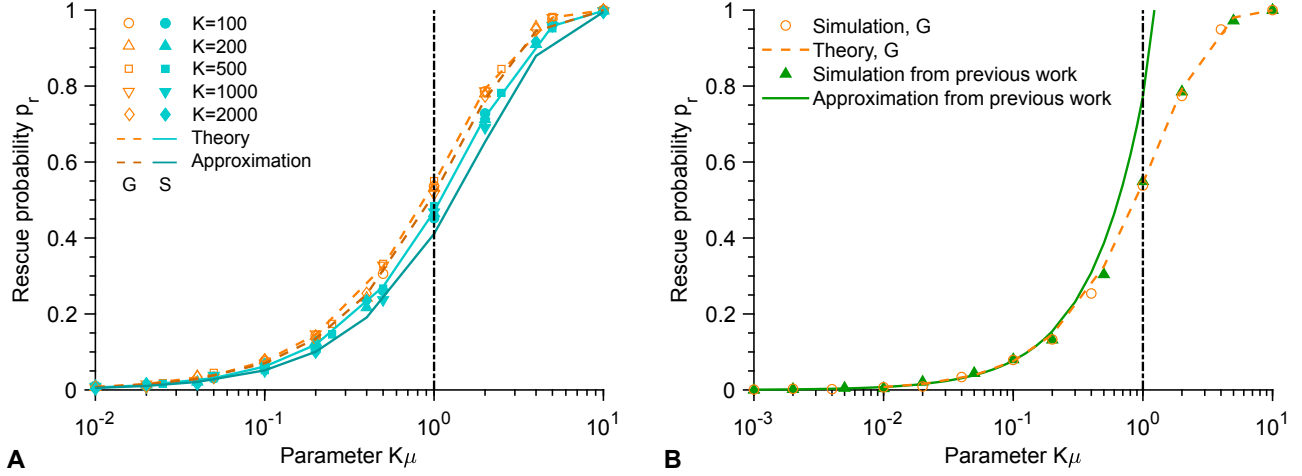 1
0.8
0.6
0.4
0.2
0
Rescue probability p_r
K=100
K=200
K=500
K=1000
K=2000
Theory
Approximation
G S
10^-2 10^-1 10^0 10^1
Parameter Kμ
A
1
0.8
0.6
0.4
0.2
0
Rescue probability p_r
Simulation, G
Theory, G
Simulation from previous work
Approximation from previous work
10^-3 10^-2 10^-1 10^0 10^1
Parameter Kμ
B